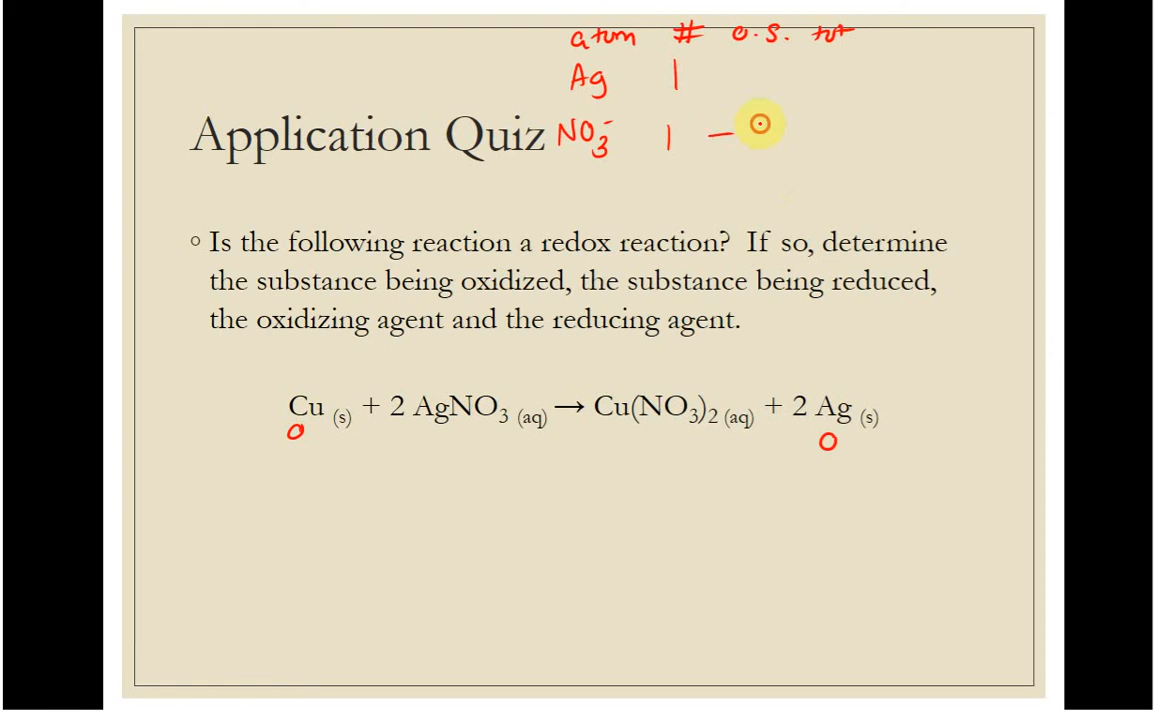 atom # o.s. tot
Ag 1
Application Quiz NO₃⁻ 1 –
○ Is the following reaction a redox reaction? If so, determine
the substance being oxidized, the substance being reduced,
the oxidizing agent and the reducing agent.
Cu (s) + 2 AgNO₃ (aq) → Cu(NO₃)₂ (aq) + 2 Ag (s)
0 0